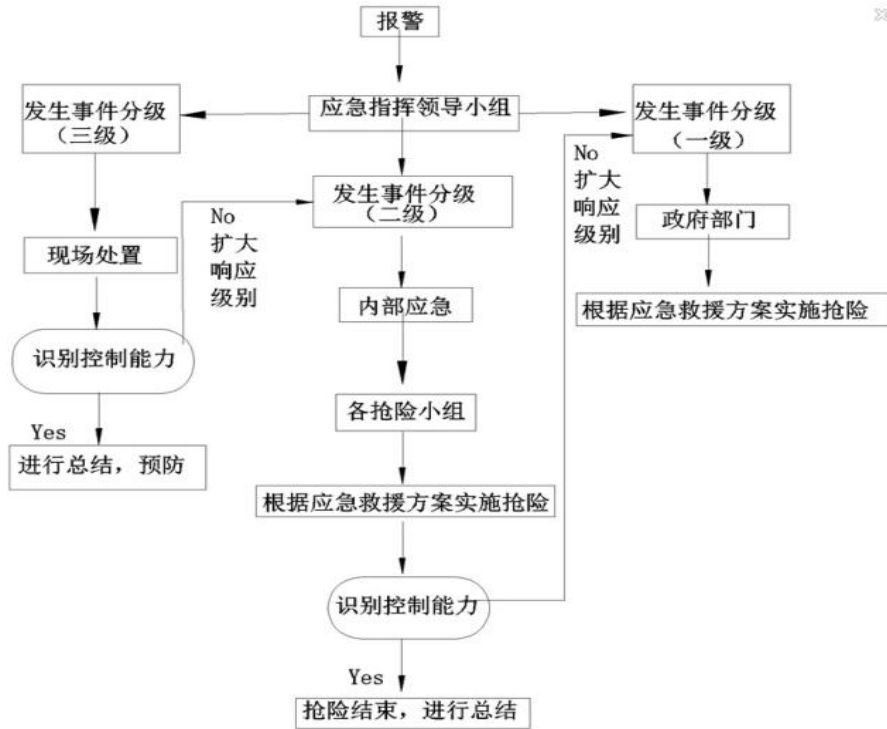 报警
应急指挥领导小组
发生事件分级
（三级）
现场处置
识别控制能力
Yes
进行总结，预防
No
扩大
响应
级别
发生事件分级
（二级）
内部应急
各抢险小组
根据应急救援方案实施抢险
识别控制能力
Yes
抢险结束，进行总结
No
扩大
响应
级别
发生事件分级
（一级）
政府部门
根据应急救援方案实施抢险